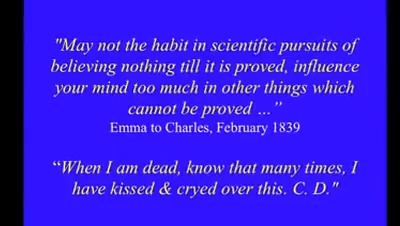 "May not the habit in scientific pursuits of
believing nothing till it is proved, influence
your mind too much in other things which
cannot be proved …”
Emma to Charles, February 1839
“When I am dead, know that many times, I
have kissed & cryed over this. C. D."